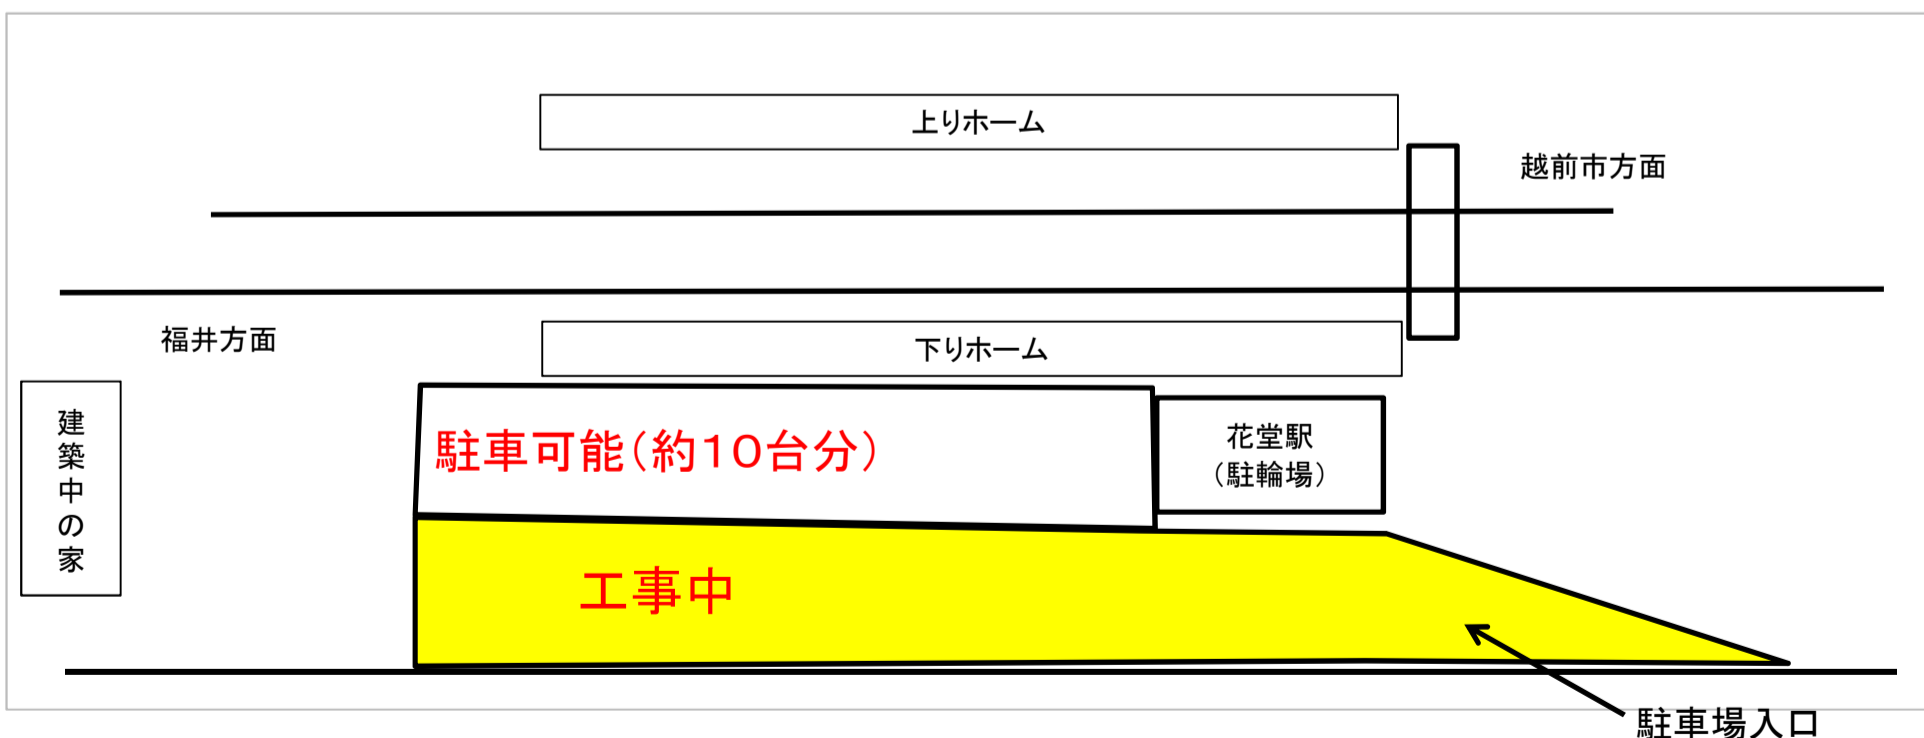 上りホーム
越前市方面
福井方面
下りホーム
建築中の家
駐車可能（約１０台分）
花堂駅
（駐輪場）
工事中
駐車場入口